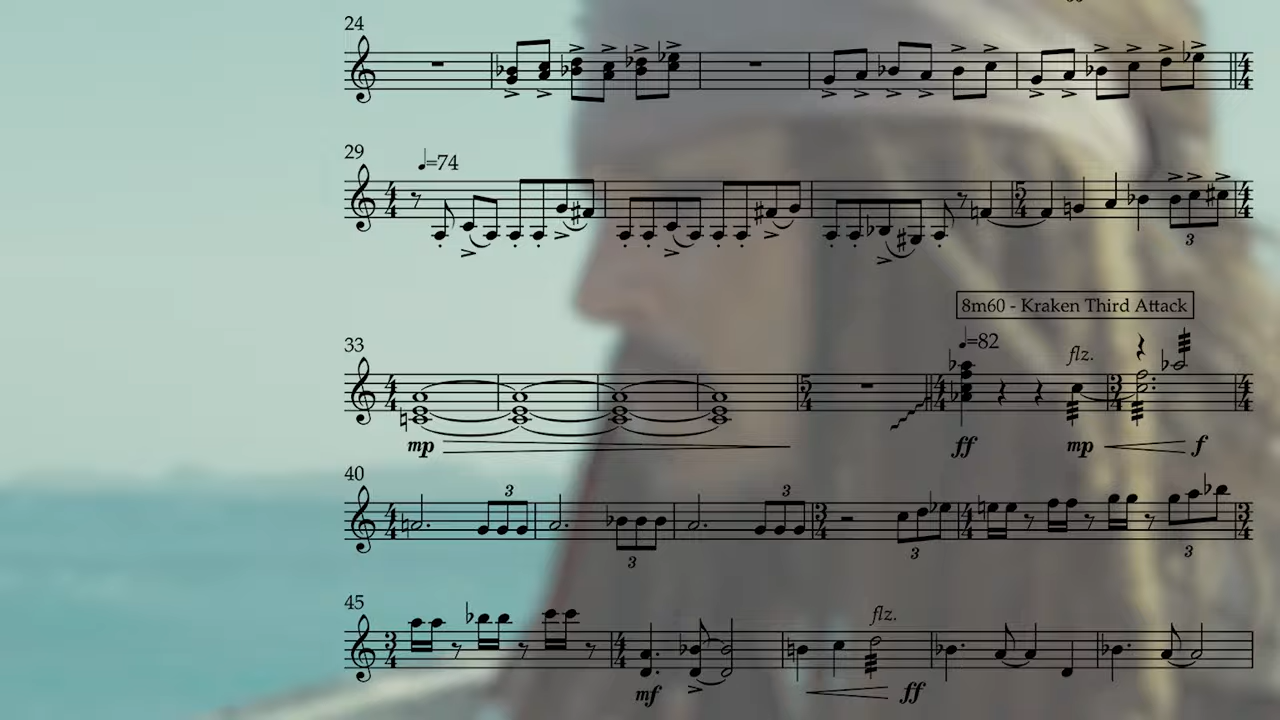 24
29
♩=74
3
8m60 - Kraken Third Attack
33
♩=82
flz.
mp ff mp f
40
3 3
3 3 3
45
flz.
mf ff